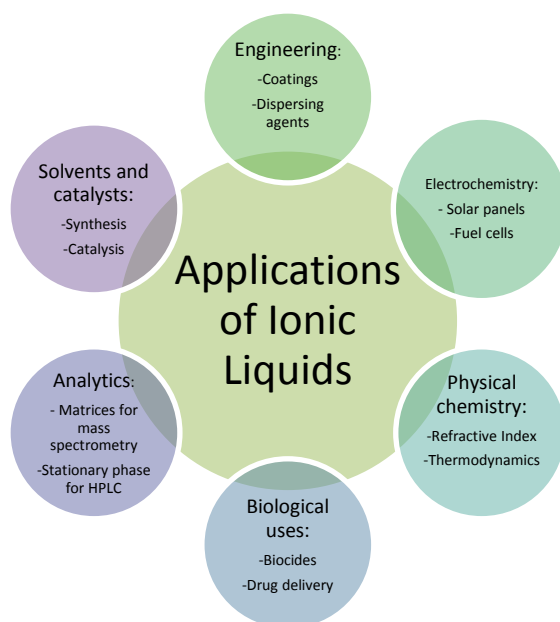 Engineering:
-Coatings
-Dispersing
agents
Electrochemistry:
- Solar panels
-Fuel cells
Physical
chemistry:
-Refractive Index
-Thermodynamics
Biological
uses:
-Biocides
-Drug delivery
Analytics:
- Matrices for
mass
spectrometry
-Stationary phase
for HPLC
Solvents and
catalysts:
-Synthesis
-Catalysis
Applications
of Ionic
Liquids